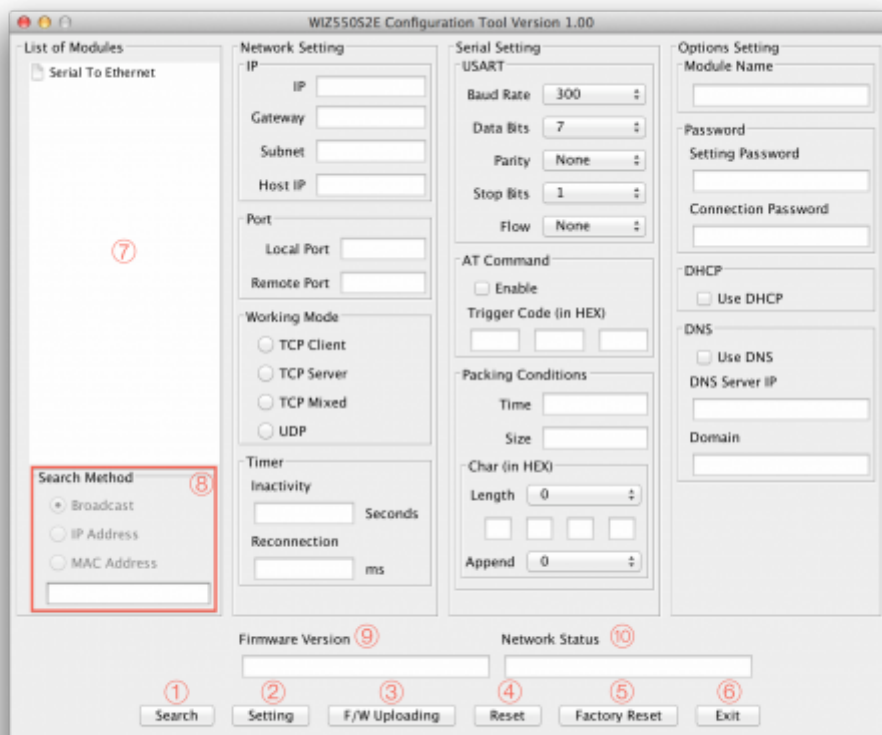 WIZ550S2E Configuration Tool Version 1.00
List of Modules
Serial To Ethernet
⑦
Search Method ⑧
Broadcast
IP Address
MAC Address
Network Setting
IP
IP
Gateway
Subnet
Host IP
Port
Local Port
Remote Port
Working Mode
TCP Client
TCP Server
TCP Mixed
UDP
Timer
Inactivity
Seconds
Reconnection
ms
Serial Setting
USART
Baud Rate 300
Data Bits 7
Parity None
Stop Bits 1
Flow None
AT Command
Enable
Trigger Code (in HEX)
Packing Conditions
Time
Size
Char (in HEX)
Length 0
Append 0
Options Setting
Module Name
Password
Setting Password
Connection Password
DHCP
Use DHCP
DNS
Use DNS
DNS Server IP
Domain
Firmware Version ⑨
Network Status ⑩
① ② ③ ④ ⑤ ⑥
Search Setting F/W Uploading Reset Factory Reset Exit